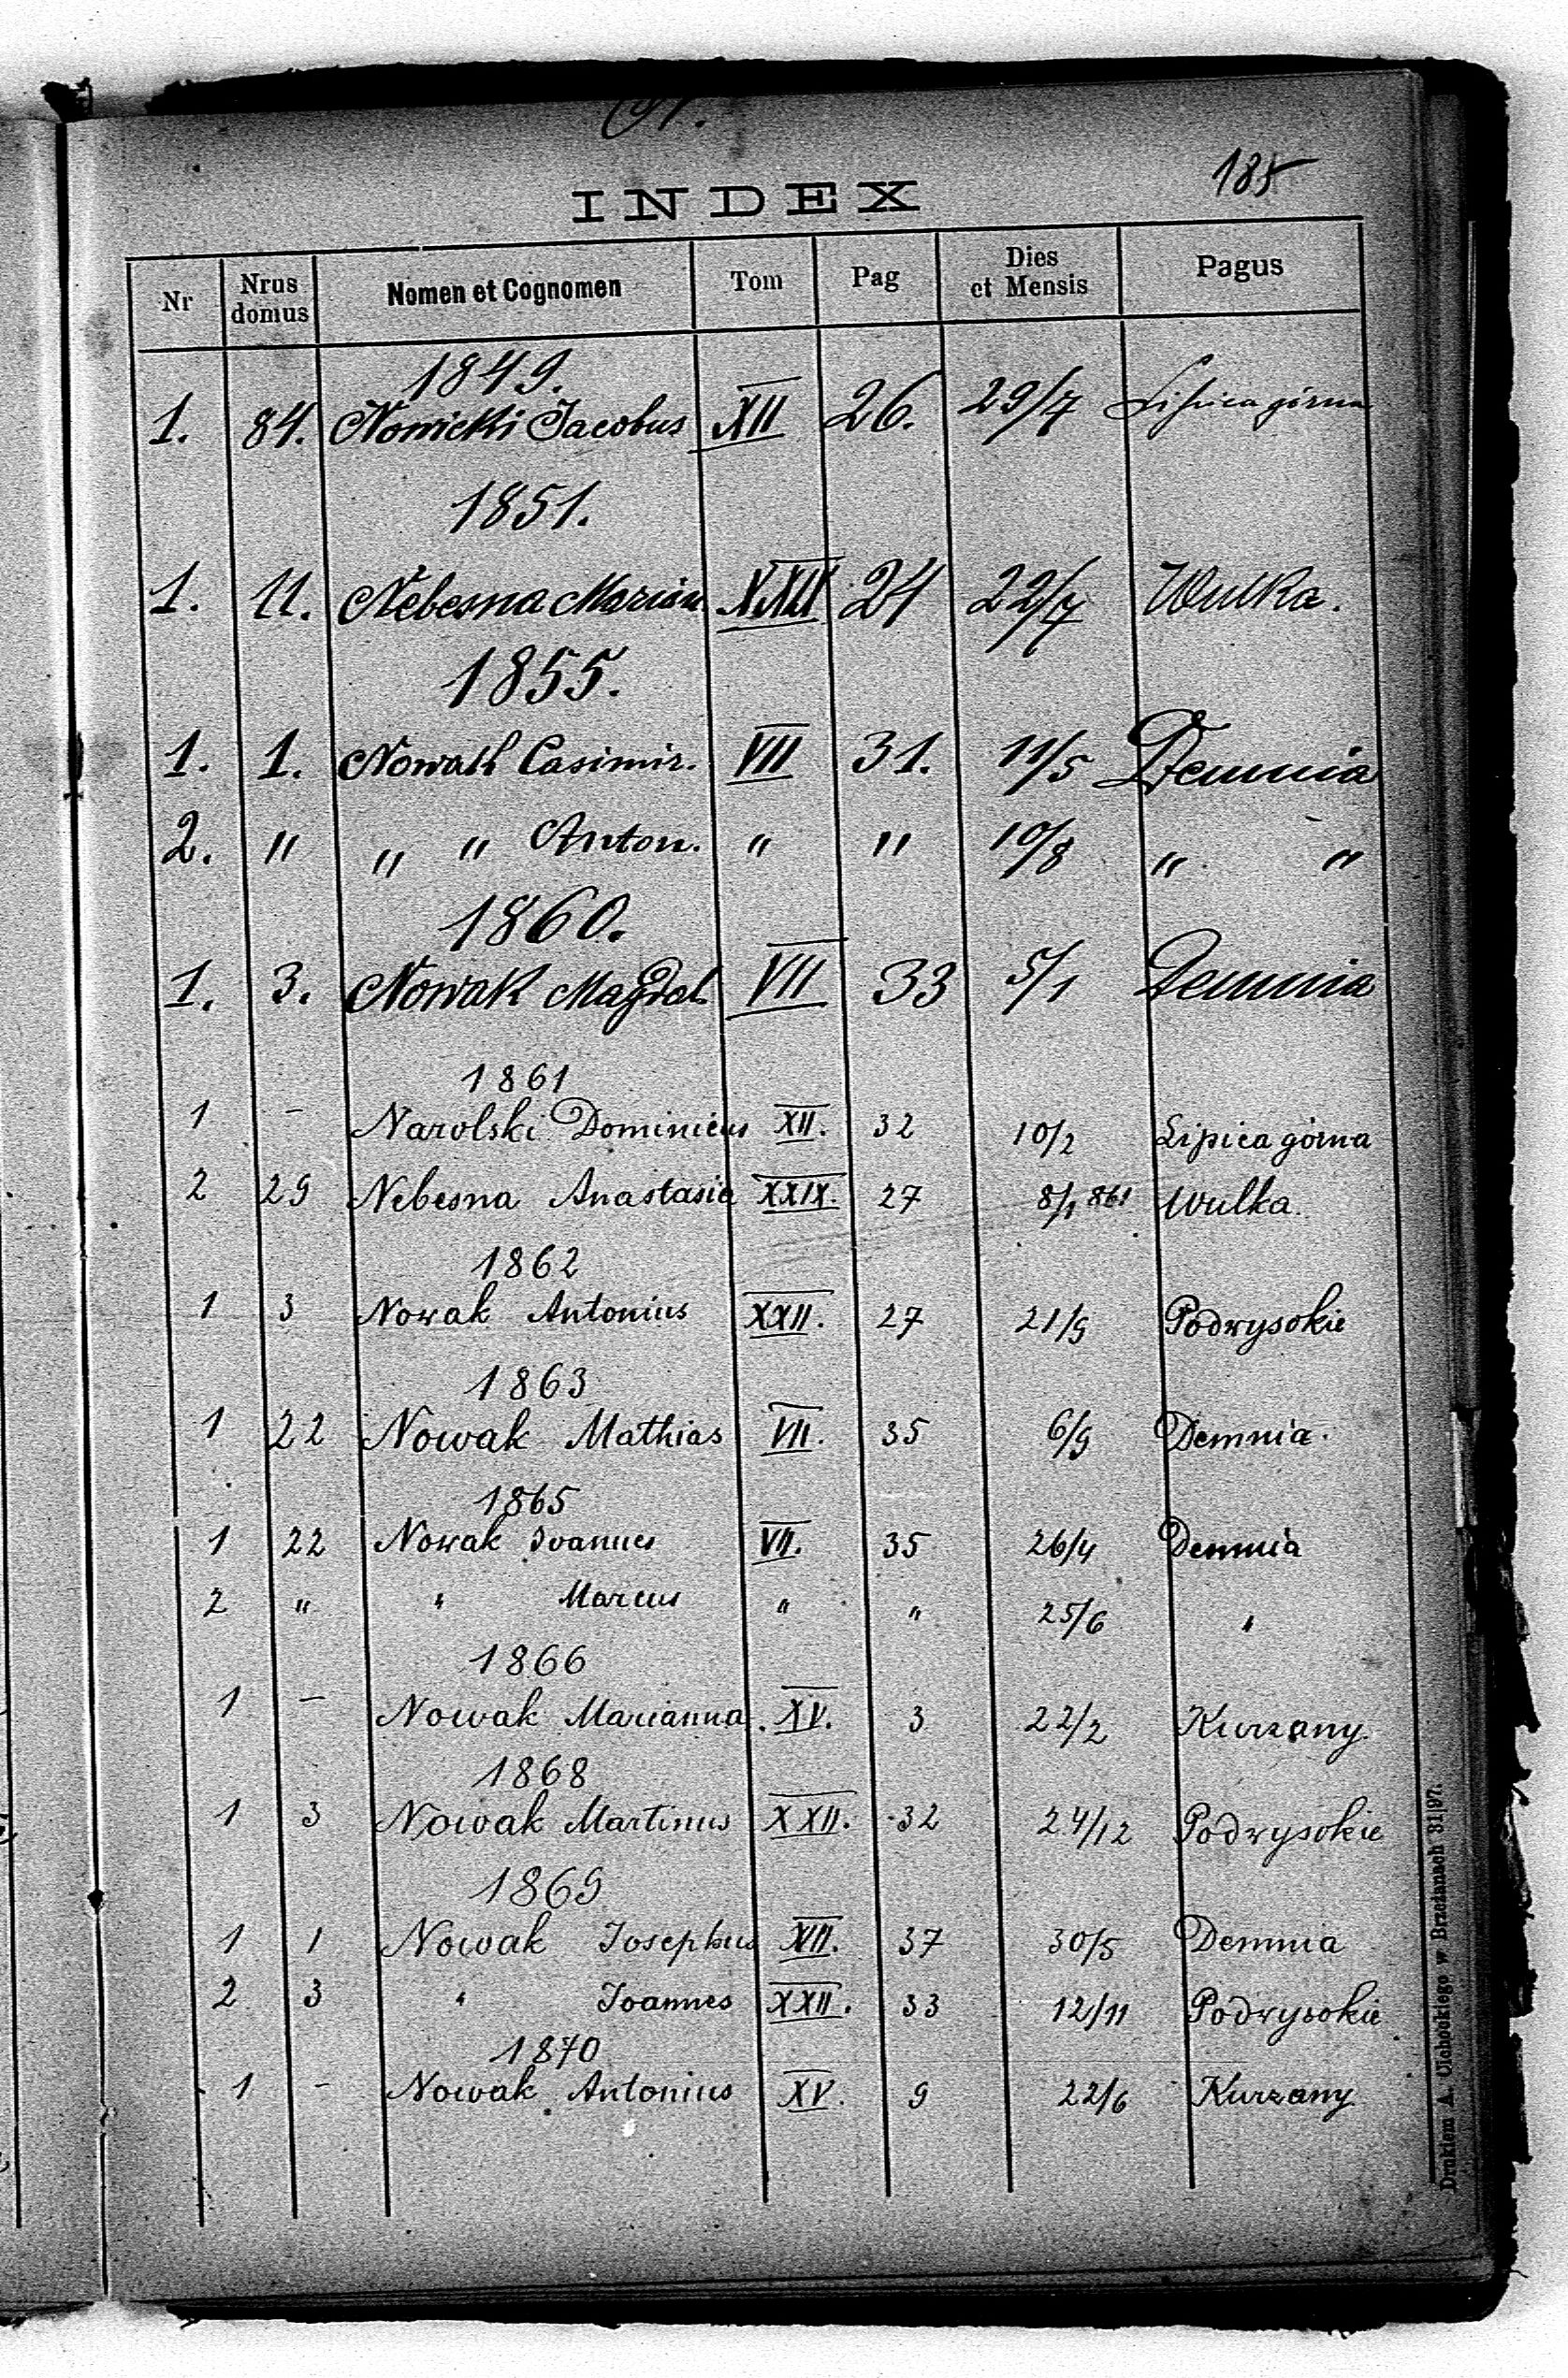 N.
185
INDEX
Nr Nrus domus Nomen et Cognomen Tom Pag Dies et Mensis Pagus
1849.
1. 84. Nowicki Jacobus XII 26. 29/7 Lipica górna
1851.
1. 11. Nebesna Mariam 24 22/7 Wulka.
1855.
1. 1. Nowak Casimir. VII 31. 11/5 Demnia
2. " " " Anton. " " 10/8 " "
1860.
1. 3. Nowak Magdal. VII 33 5/1 Demnia
1861
1 - Narolski Dominicus XII. 32 10/2 Lipica górna
2 29 Nebesna Anastasia XXIX. 27 8/1 861 Wulka.
1862
1 3 Nowak Antonius XXII. 27 21/9 Podwysokie
1863
1 22 Nowak Mathias VII. 35 6/9 Demnia.
1865
1 22 Nowak Joannes VII. 35 26/4 Demnia
2 " " Marcus " " 25/6 "
1866
1 - Nowak Marianna. XV. 3 22/2 Kurzany.
1868
1 3 Nowak Martinus XXII. 32 24/12 Podwysokie
1869
1 1 Nowak Josephus 37 30/5 Demnia
2 3 " Joannes XXII. 33 12/11 Podwysokie
1870
1 - Nowak Antonius XV. 9 22/6 Kurzany.
Drukiem A. Cichockiego w Brzeżanach 31|97.